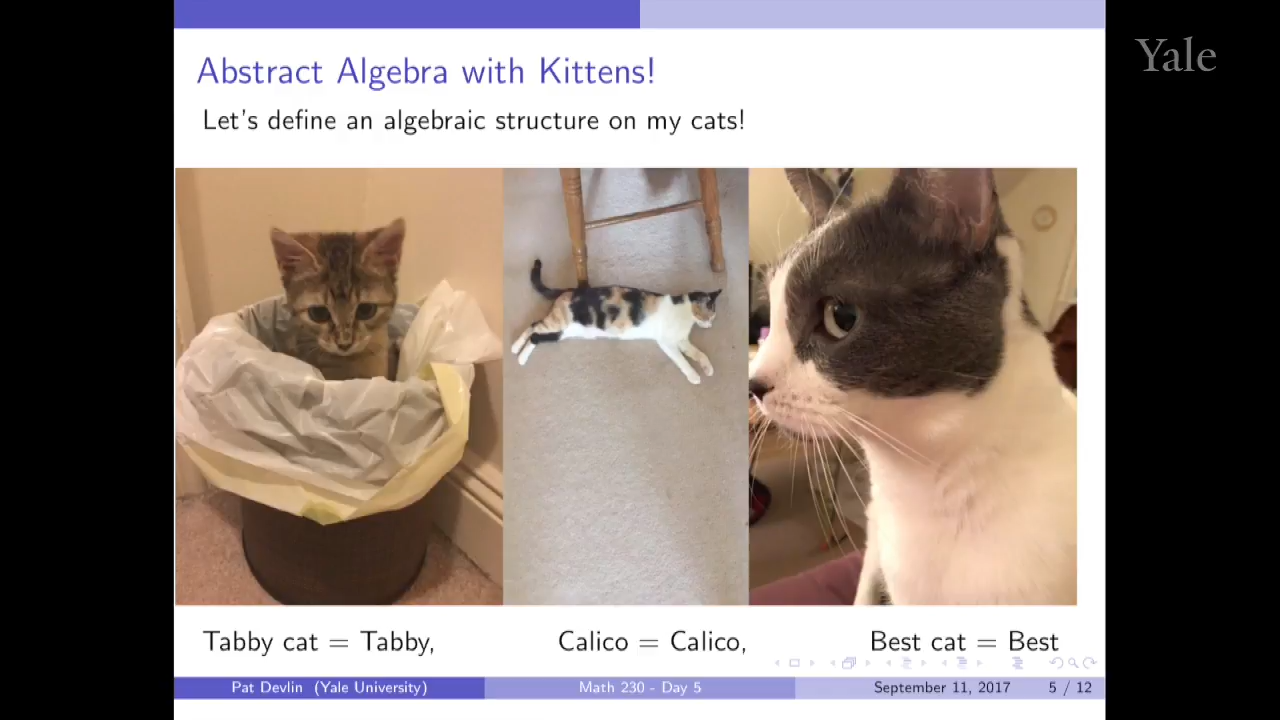 Yale
Abstract Algebra with Kittens!
Let's define an algebraic structure on my cats!
Tabby cat = Tabby,
Calico = Calico,
Best cat = Best
Pat Devlin (Yale University)
Math 230 - Day 5
September 11, 2017
5 / 12